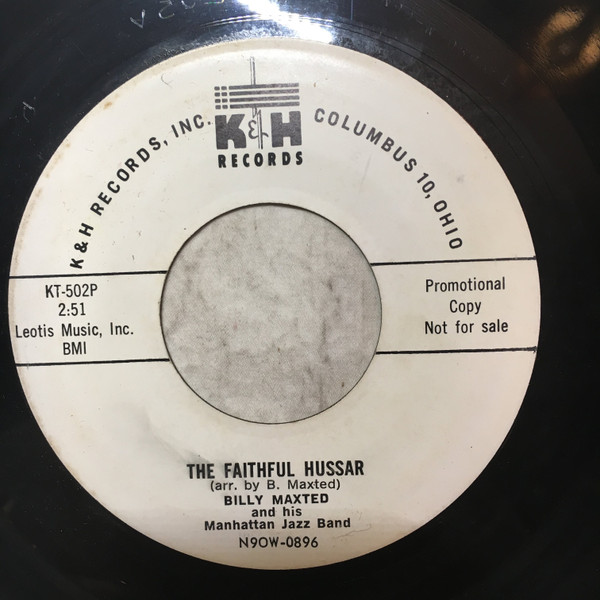 K&H RECORDS, INC.
K&H
RECORDS
COLUMBUS 10, OHIO
KT-502P
2:51
Leotis Music, Inc.
BMI
Promotional
Copy
Not for sale
THE FAITHFUL HUSSAR
(arr. by B. Maxted)
BILLY MAXTED
and his
Manhattan Jazz Band
N9OW-0896